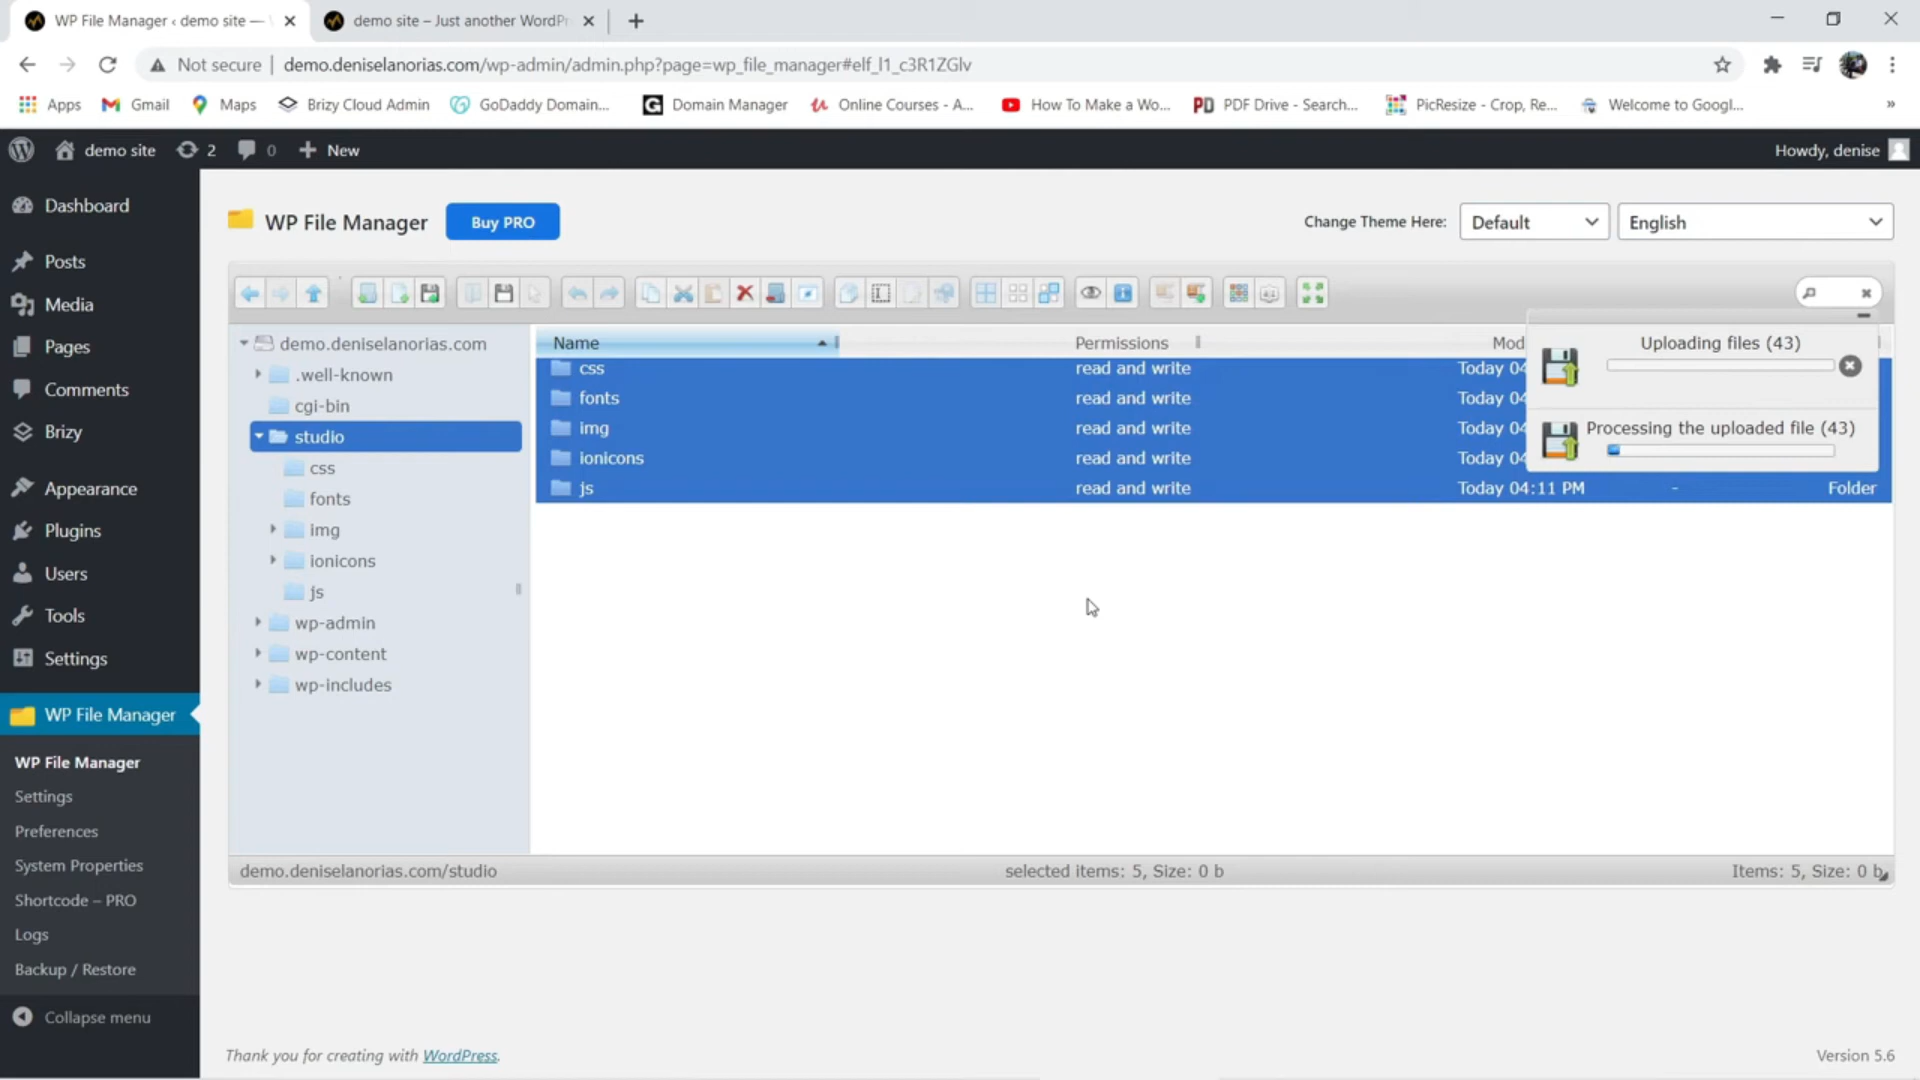 WP File Manager ‹ demo site —
demo site – Just another WordPr
Not secure
demo.deniselanorias.com/wp-admin/admin.php?page=wp_file_manager#elf_l1_c3R1ZGlv
Apps
Gmail
Maps
Brizy Cloud Admin
GoDaddy Domain...
Domain Manager
Online Courses - A...
How To Make a Wo...
PDF Drive - Search...
PicResize - Crop, Re...
Welcome to Googl...
»
demo site
2
0
New
Howdy, denise
Dashboard
Posts
Media
Pages
Comments
Brizy
Appearance
Plugins
Users
Tools
Settings
WP File Manager
WP File Manager
Settings
Preferences
System Properties
Shortcode – PRO
Logs
Backup / Restore
Collapse menu
WP File Manager
Buy PRO
Change Theme Here:
Default
English
demo.deniselanorias.com
.well-known
cgi-bin
studio
css
fonts
img
ionicons
js
wp-admin
wp-content
wp-includes
Name
Permissions
Mod
css read and write Today 04
fonts read and write Today 04
img read and write Today 04
ionicons read and write Today 04
js read and write Today 04:11 PM - Folder
Uploading files (43)
Processing the uploaded file (43)
demo.deniselanorias.com/studio
selected items: 5, Size: 0 b
Items: 5, Size: 0 b
Thank you for creating with WordPress.
Version 5.6